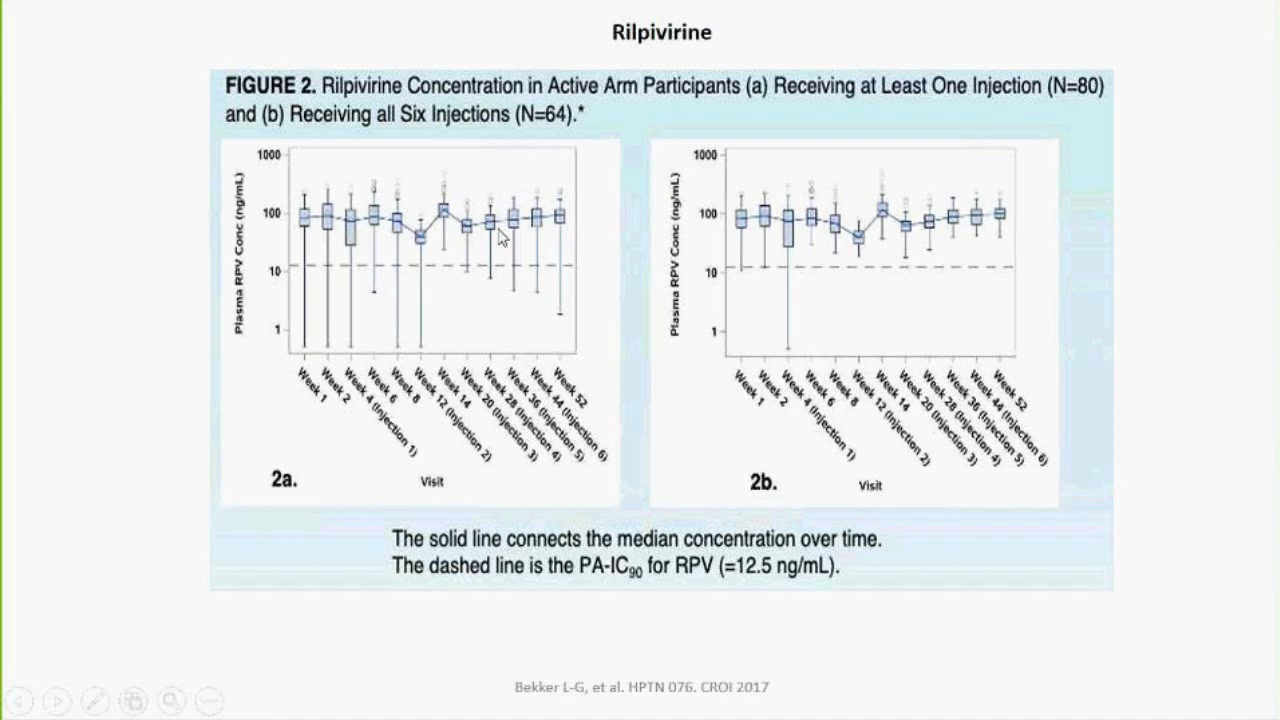 Rilpivirine
FIGURE 2. Rilpivirine Concentration in Active Arm Participants (a) Receiving at Least One Injection (N=80)
and (b) Receiving all Six Injections (N=64).*
Plasma RPV Conc (ng/mL)
1000
100
10
1
Week 1
Week 2
Week 4 (Injection 1)
Week 6
Week 8
Week 12 (Injection 2)
Week 14
Week 20 (Injection 3)
Week 28 (Injection 4)
Week 36 (Injection 5)
Week 44 (Injection 6)
Week 52
2a.
Visit
Plasma RPV Conc (ng/mL)
1000
100
10
1
Week 1
Week 2
Week 4 (Injection 1)
Week 6
Week 8
Week 12 (Injection 2)
Week 14
Week 20 (Injection 3)
Week 28 (Injection 4)
Week 36 (Injection 5)
Week 44 (Injection 6)
Week 52
2b.
Visit
The solid line connects the median concentration over time.
The dashed line is the PA-IC90 for RPV (=12.5 ng/mL).
Bekker L-G, et al. HPTN 076. CROI 2017